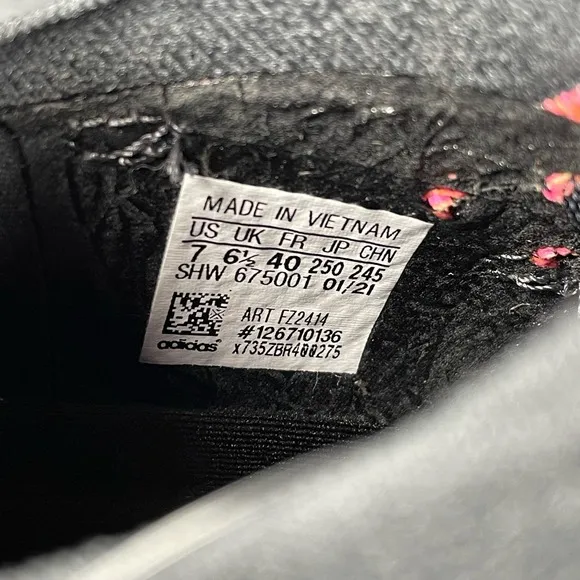 MADE IN VIETNAM
US UK FR JP CHN
7 6½ 40 250 245
SHW 675001 01/21
ART FZ2414
#126710136
adidas x735ZBR400275